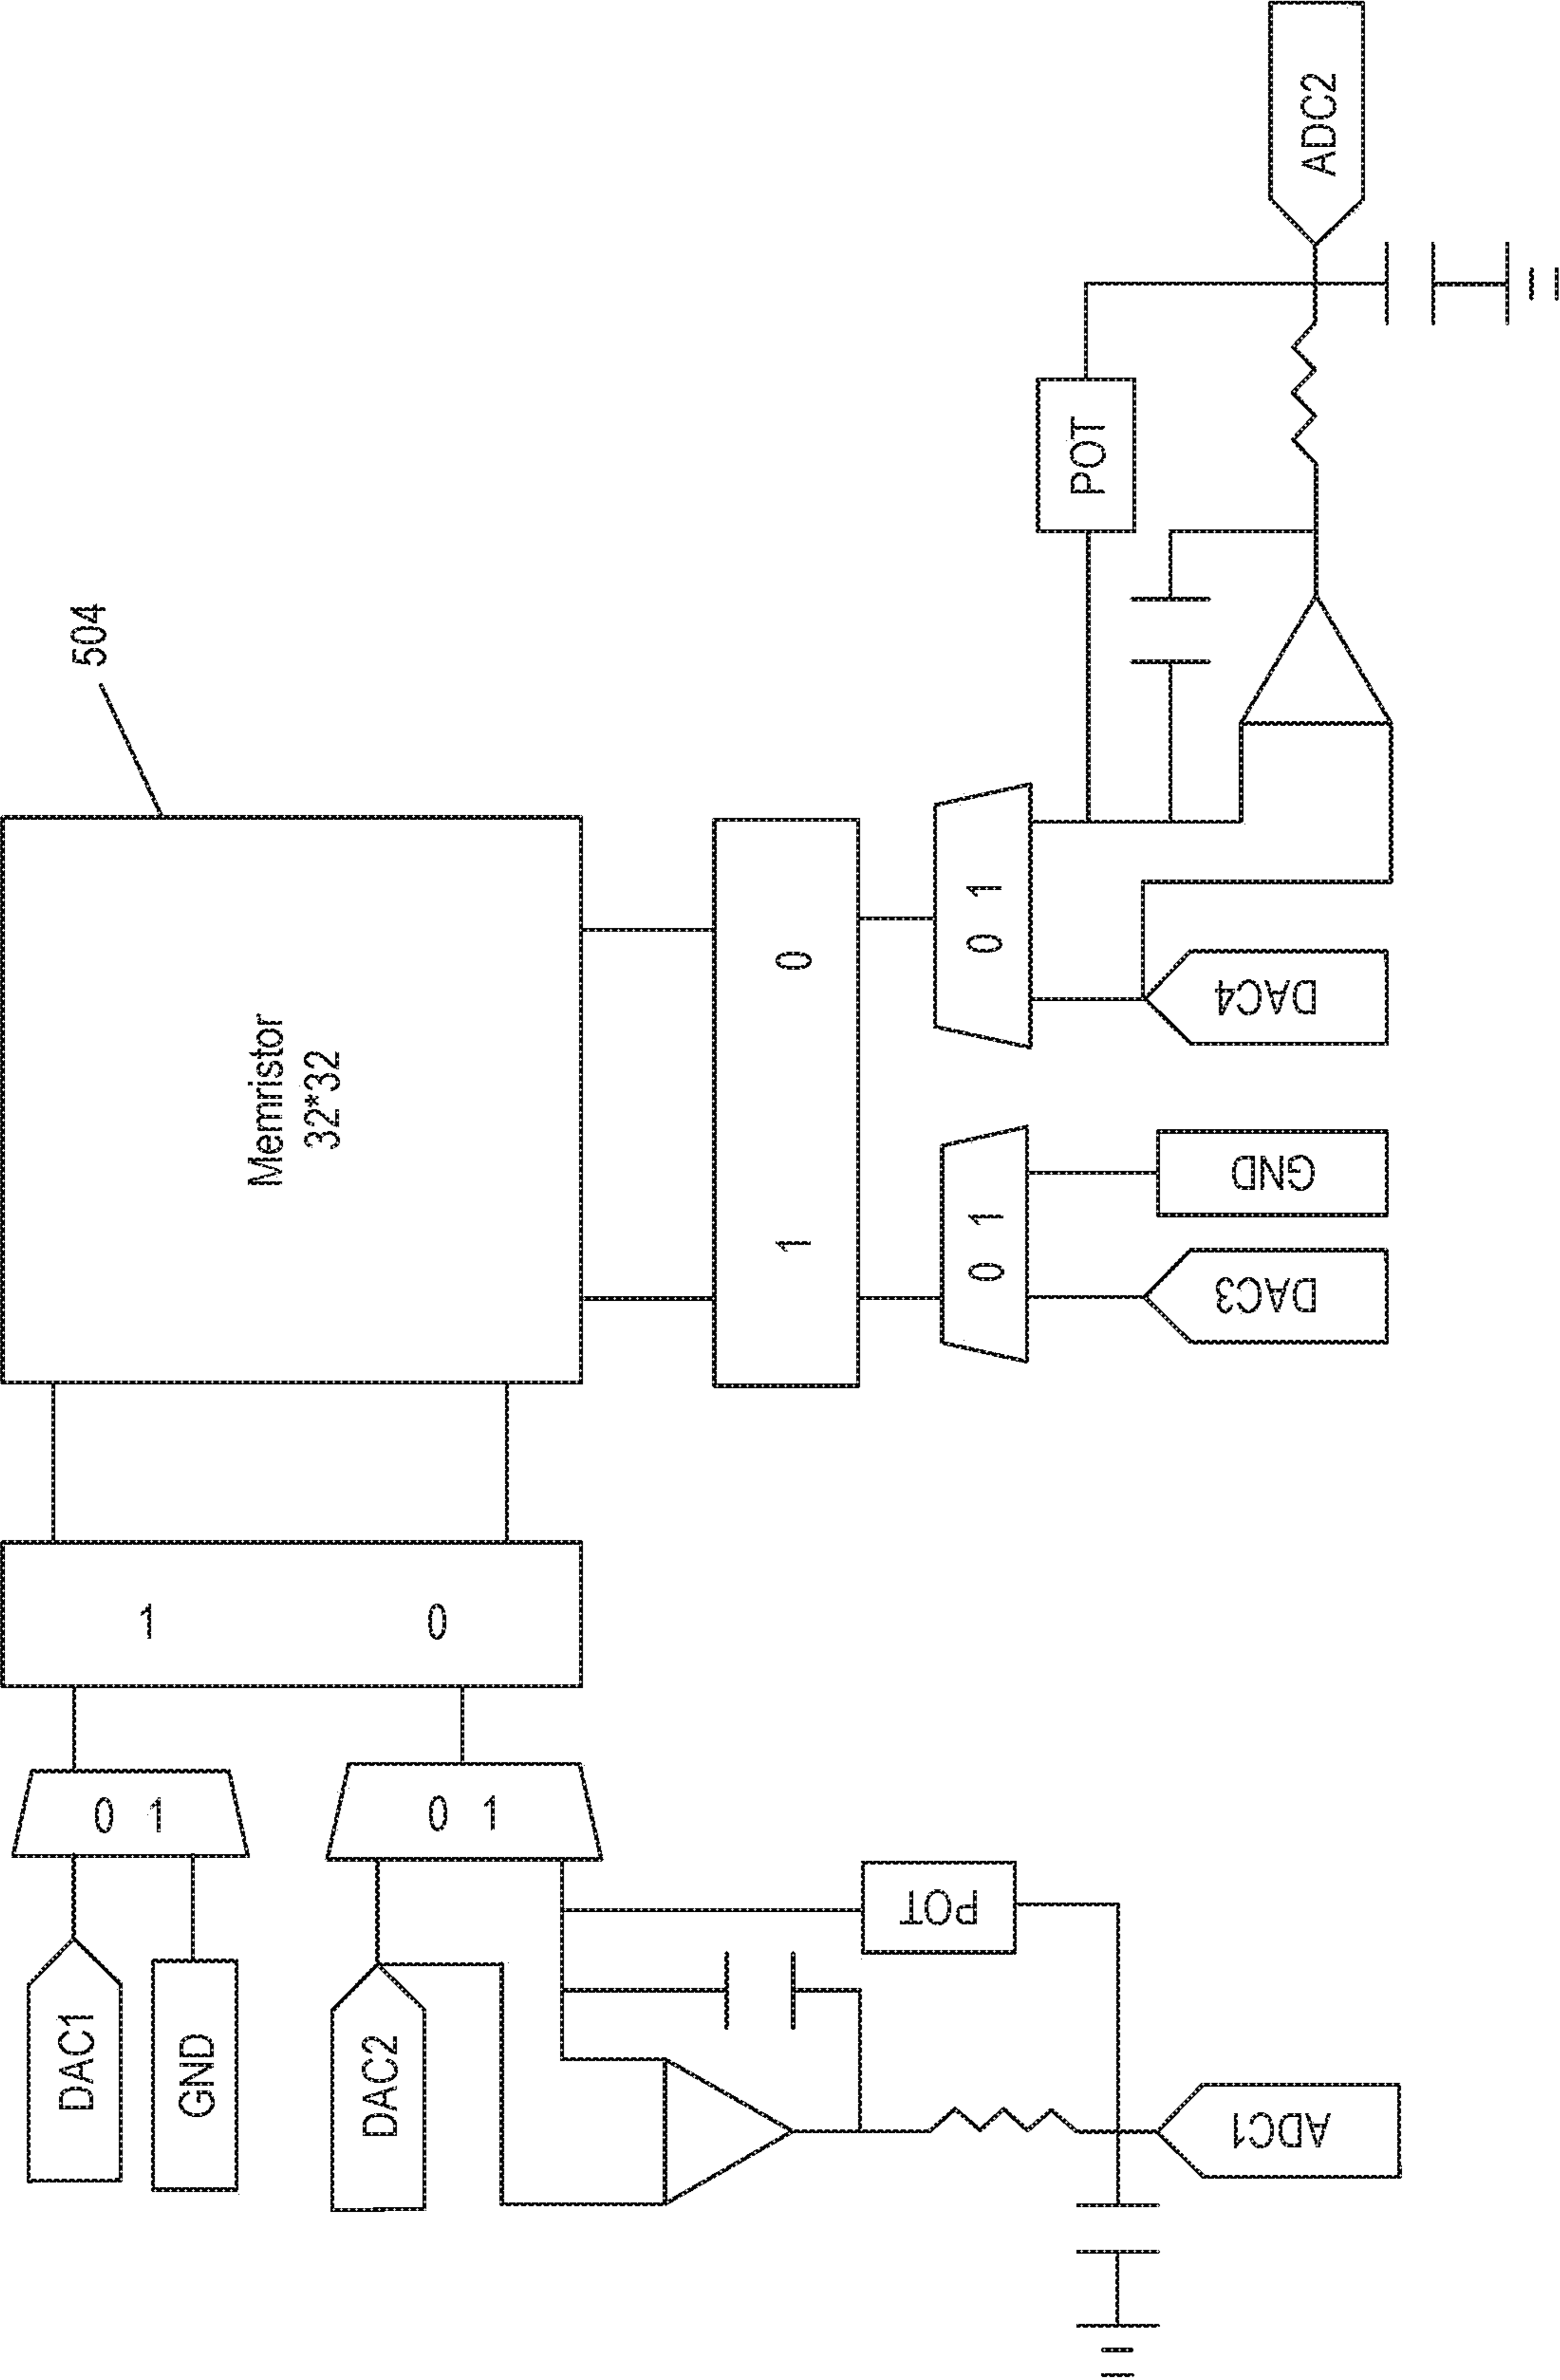 504
Memristor
32*32
ADC2
POT
1
0
0 1
0 1
DAC4
GND
DAC3
1
0
0 1
0 1
DAC1
GND
DAC2
POT
ADC1